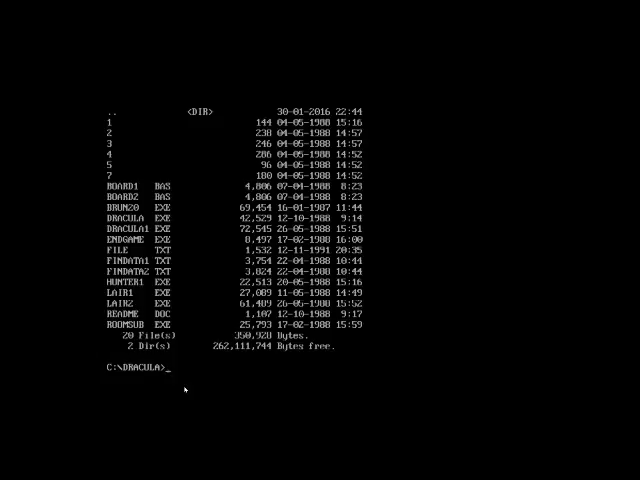 ..              <DIR>            30-01-2016 22:44
1                            144 04-05-1988 15:16
2                            238 04-05-1988 14:57
3                            246 04-05-1988 14:57
4                            286 04-05-1988 14:52
5                             96 04-05-1988 14:52
7                            180 04-05-1988 14:52
BOARD1   BAS               4,806 07-04-1988  8:23
BOARD2   BAS               4,806 07-04-1988  8:23
BRUN20   EXE              69,454 16-01-1987 11:44
DRACULA  EXE              42,529 12-10-1988  9:14
DRACULA1 EXE              72,545 26-05-1988 15:51
ENDGAME  EXE               8,497 17-02-1988 16:00
FILE     TXT               1,532 12-11-1991 20:35
FINDATA1 TXT               3,754 22-04-1988 10:44
FINDATA2 TXT               3,824 22-04-1988 10:44
HUNTER1  EXE              22,513 20-05-1988 15:16
LAIR1    EXE              27,089 11-05-1988 14:49
LAIR2    EXE              61,489 26-05-1988 15:52
README   DOC               1,107 12-10-1988  9:17
ROOMSUB  EXE              25,793 17-02-1988 15:59
20 File(s)             350,928 Bytes.
2 Dir(s)          262,111,744 Bytes free.
C:\DRACULA>_